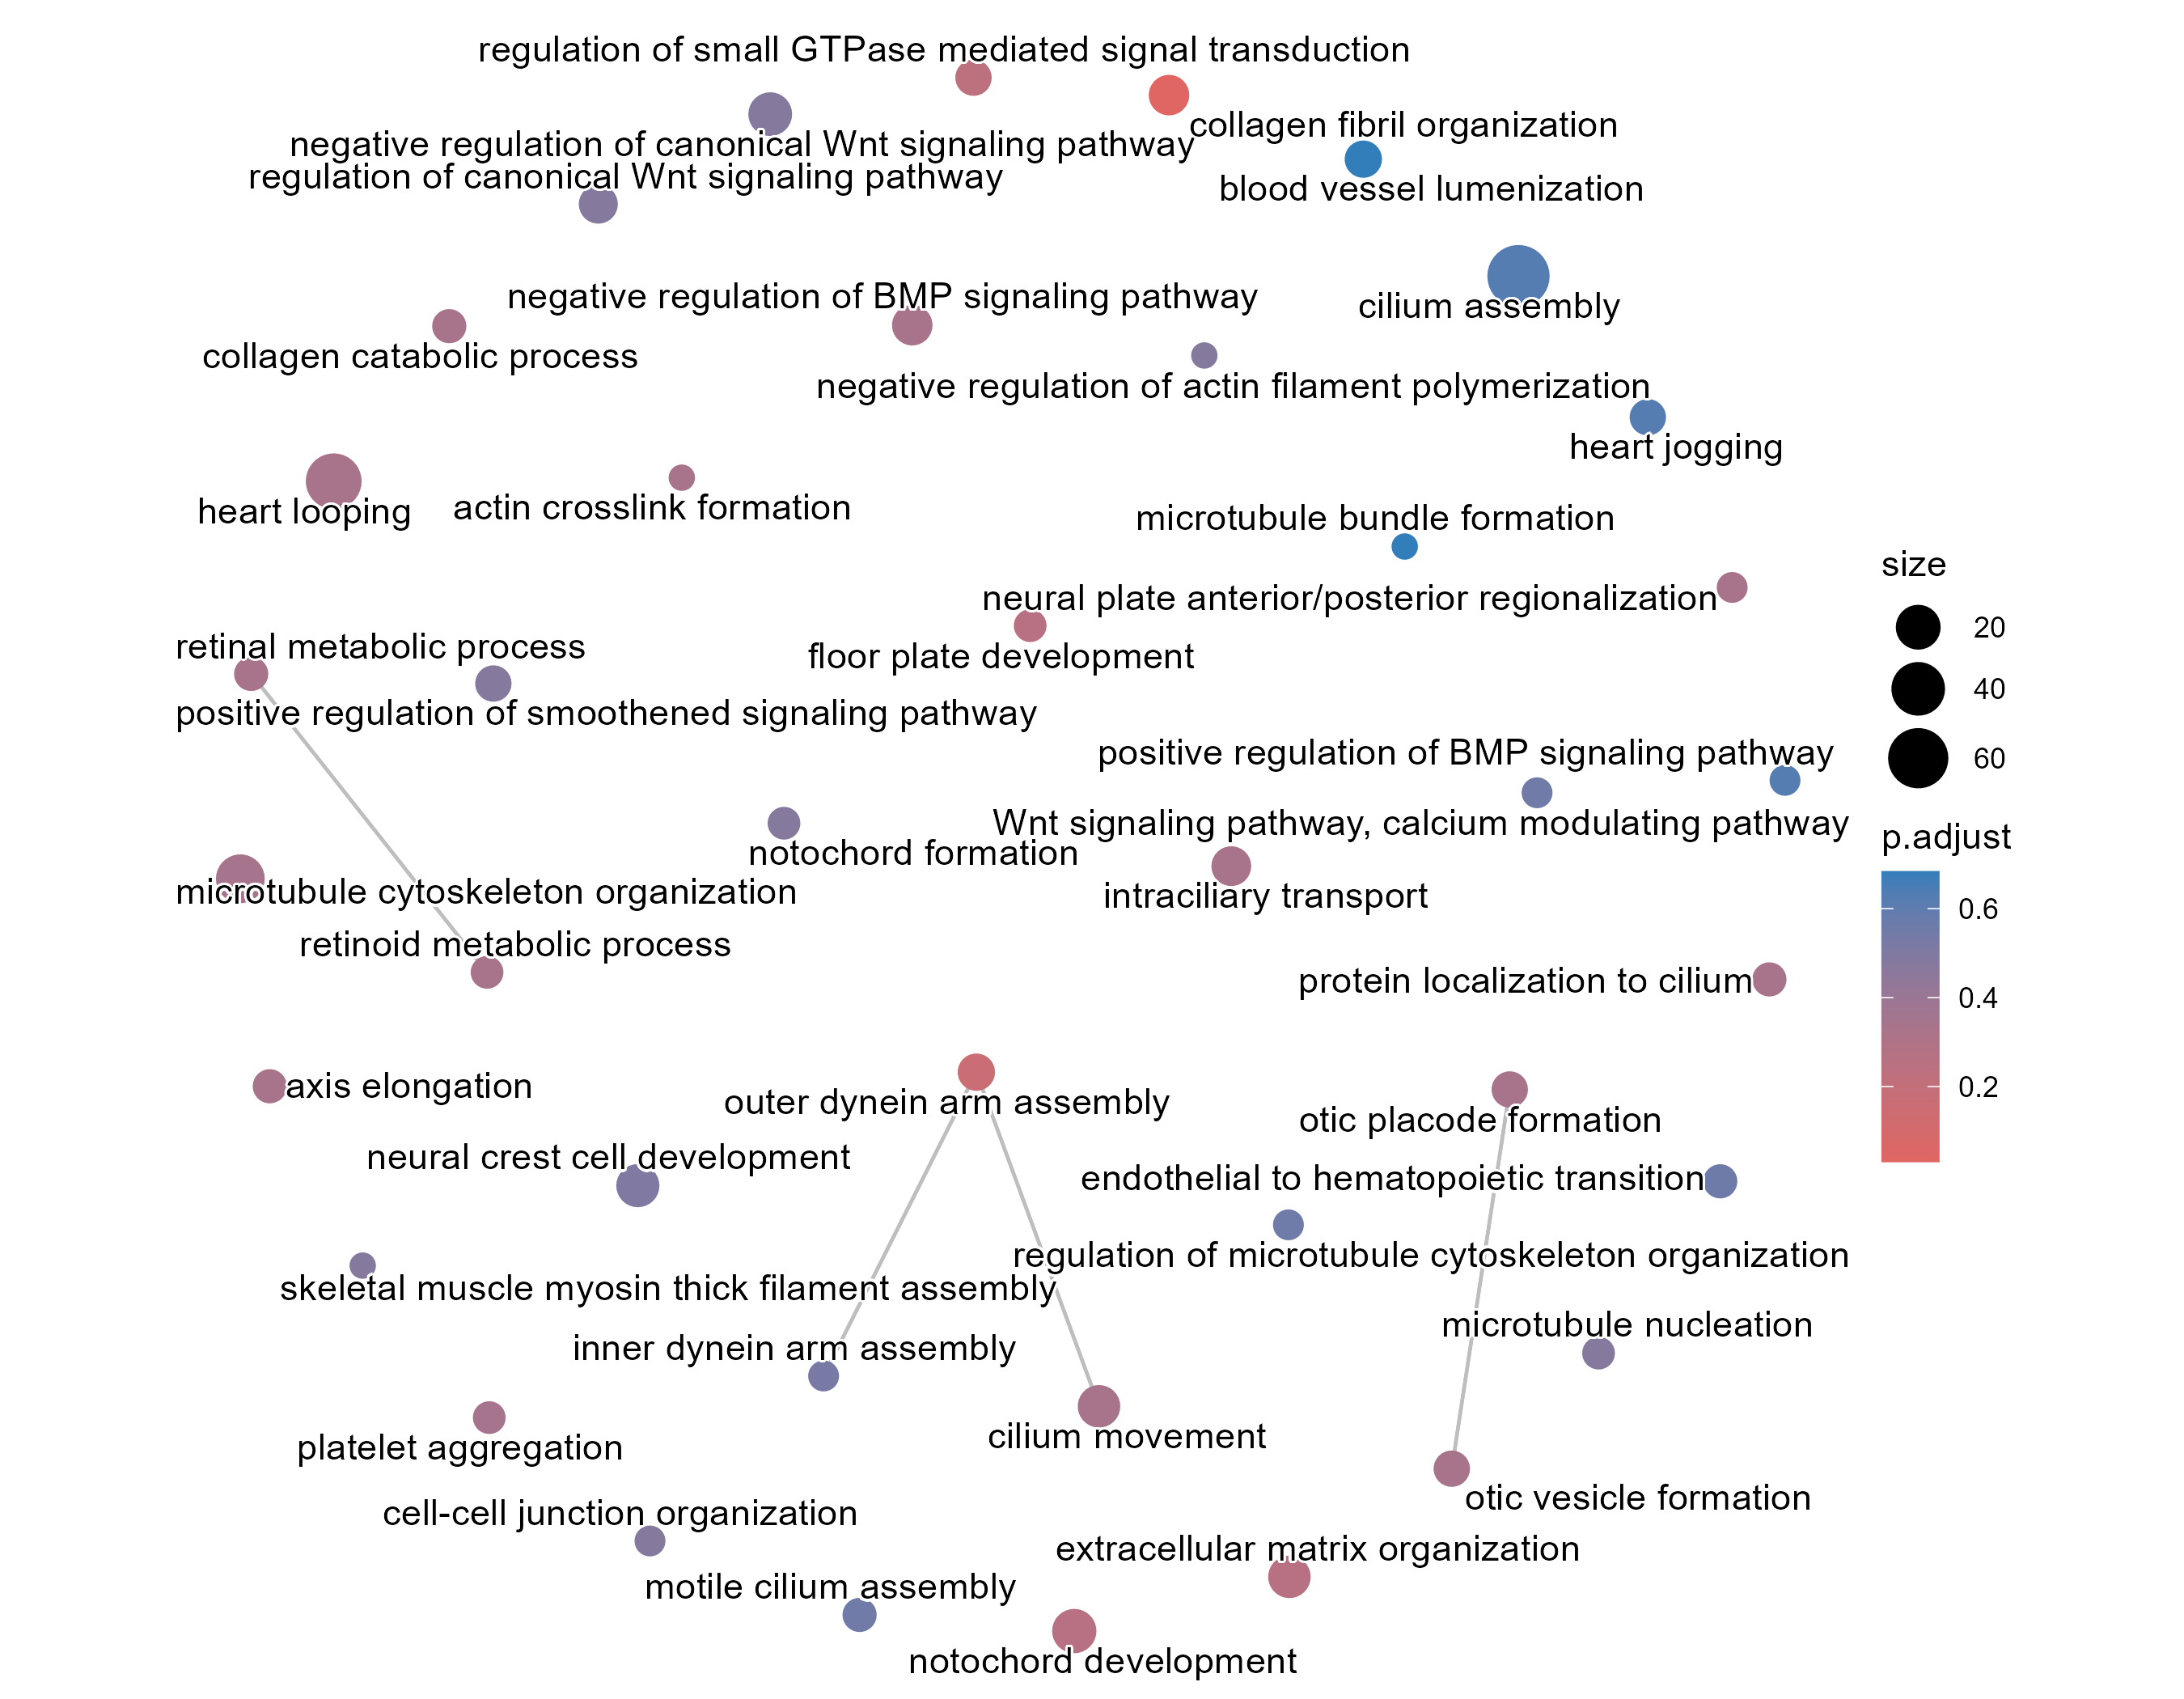 regulation of small GTPase mediated signal transduction
collagen fibril organization
negative regulation of canonical Wnt signaling pathway
regulation of canonical Wnt signaling pathway
blood vessel lumenization
negative regulation of BMP signaling pathway
cilium assembly
collagen catabolic process
negative regulation of actin filament polymerization
heart jogging
heart looping
actin crosslink formation
microtubule bundle formation
size
neural plate anterior/posterior regionalization
20
retinal metabolic process
floor plate development
40
positive regulation of smoothened signaling pathway
positive regulation of BMP signaling pathway
60
Wnt signaling pathway, calcium modulating pathway
p.adjust
notochord formation
microtubule cytoskeleton organization
intraciliary transport
0.6
retinoid metabolic process
protein localization to cilium
0.4
axis elongation
0.2
outer dynein arm assembly
otic placode formation
neural crest cell development
endothelial to hematopoietic transition
regulation of microtubule cytoskeleton organization
skeletal muscle myosin thick filament assembly
microtubule nucleation
inner dynein arm assembly
cilium movement
platelet aggregation
otic vesicle formation
cell-cell junction organization
extracellular matrix organization
motile cilium assembly
notochord development